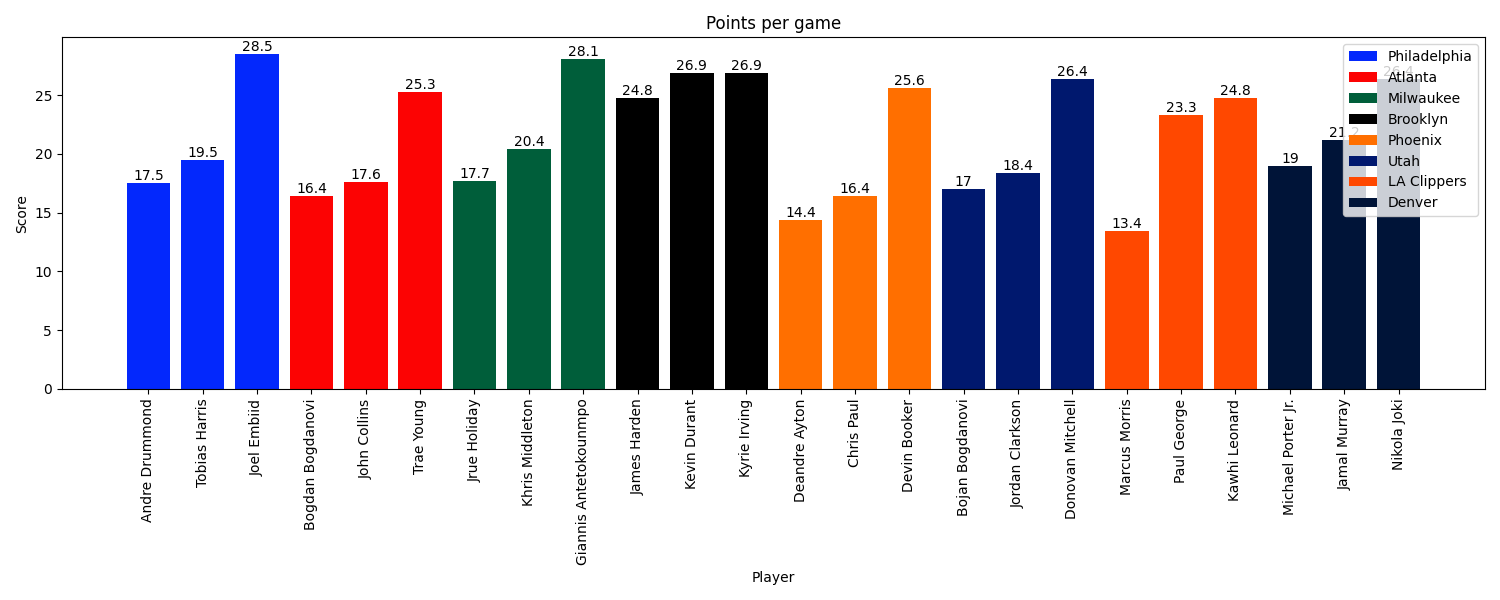 Points per game
28.5
28.1
26.9
26.9
26.4
26.4
25.6
25.3
24.8
24.8
23.3
21.2
20.4
19.5
19
18.4
17.7
17.6
17.5
17
16.4
16.4
14.4
13.4
Philadelphia
Atlanta
Milwaukee
Brooklyn
Phoenix
Utah
LA Clippers
Denver
Score
25
20
15
10
5
0
Andre Drummond
Tobias Harris
Joel Embiid
Bogdan Bogdanovi
John Collins
Trae Young
Jrue Holiday
Khris Middleton
Giannis Antetokounmpo
James Harden
Kevin Durant
Kyrie Irving
Deandre Ayton
Chris Paul
Devin Booker
Bojan Bogdanovi
Jordan Clarkson
Donovan Mitchell
Marcus Morris
Paul George
Kawhi Leonard
Michael Porter Jr.
Jamal Murray
Nikola Joki
Player